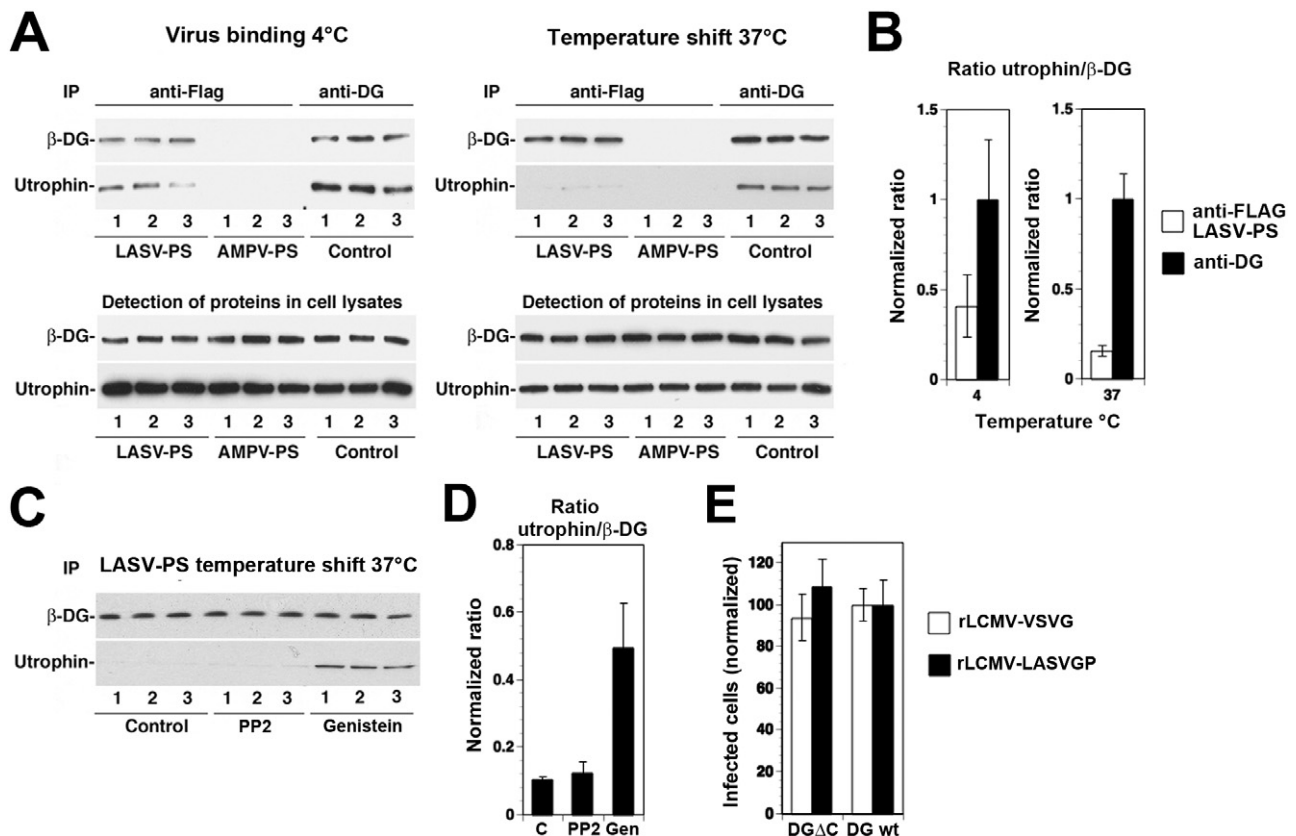 A
Virus binding 4°C
IP anti-Flag anti-DG
β-DG-
Utrophin-
1 2 3 1 2 3 1 2 3
LASV-PS AMPV-PS Control
Detection of proteins in cell lysates
β-DG-
Utrophin-
1 2 3 1 2 3 1 2 3
LASV-PS AMPV-PS Control
Temperature shift 37°C
IP anti-Flag anti-DG
β-DG-
Utrophin-
1 2 3 1 2 3 1 2 3
LASV-PS AMPV-PS Control
Detection of proteins in cell lysates
β-DG-
Utrophin-
1 2 3 1 2 3 1 2 3
LASV-PS AMPV-PS Control
B
Ratio utrophin/β-DG
Normalized ratio
1.5
1
0.5
0
4
Normalized ratio
1.5
1
0.5
0
37
Temperature °C
anti-FLAG
LASV-PS
anti-DG
C
LASV-PS temperature shift 37°C
IP
β-DG-
Utrophin-
1 2 3 1 2 3 1 2 3
Control PP2 Genistein
D
Ratio
utrophin/β-DG
Normalized ratio
0.8
0.6
0.4
0.2
0
C PP2 Gen
E
Infected cells (normalized)
120
100
80
60
40
20
0
DGΔC DG wt
rLCMV-VSVG
rLCMV-LASVGP